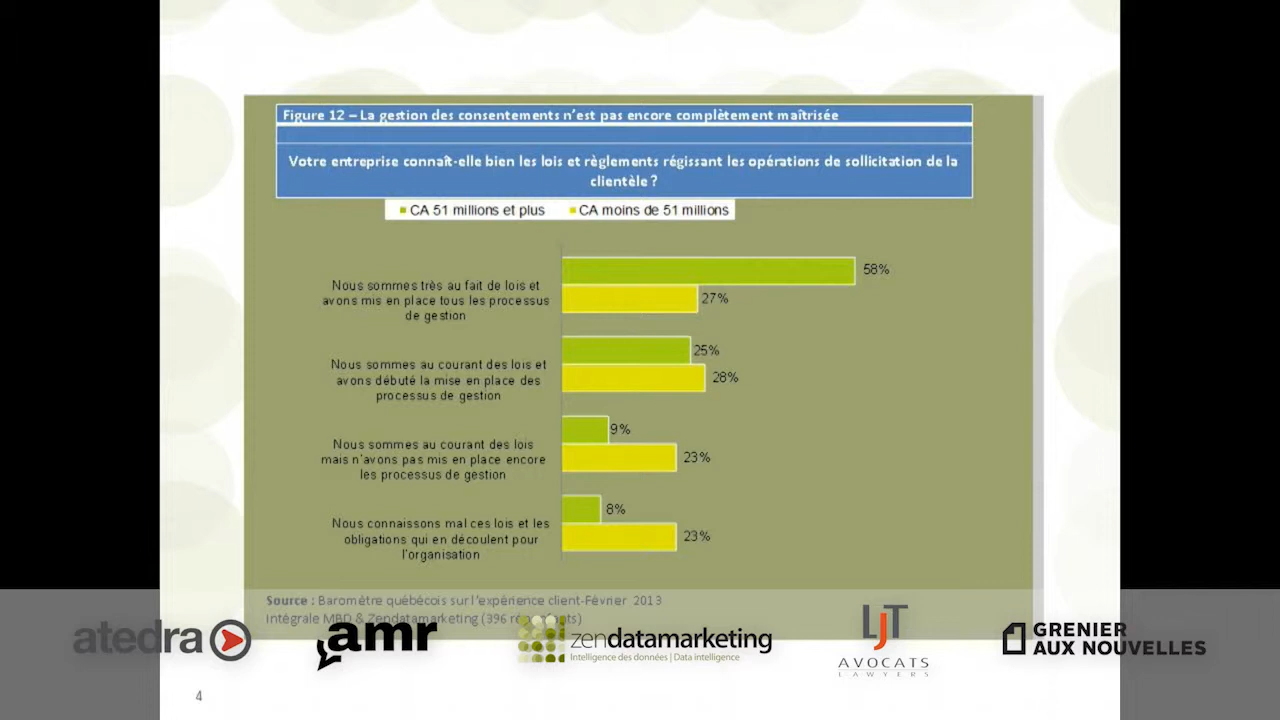 Figure 12 – La gestion des consentements n'est pas encore complètement maîtrisée
Votre entreprise connaît-elle bien les lois et règlements régissant les opérations de sollicitation de la
clientèle ?
CA 51 millions et plus CA moins de 51 millions
58%
Nous sommes très au fait de lois et
avons mis en place tous les processus
de gestion
27%
25%
Nous sommes au courant des lois et
avons débuté la mise en place des
processus de gestion
28%
9%
Nous sommes au courant des lois
mais n'avons pas mis en place encore
les processus de gestion
23%
8%
Nous connaissons mal ces lois et les
obligations qui en découlent pour
l'organisation
23%
Source : Baromètre québécois sur l'expérience client-Février 2013
Intégrale MBD & Zendatamarketing (396 répondants)
atedra
amr
zendatamarketing
Intelligence des données | Data intelligence
LJT
AVOCATS
LAWYERS
GRENIER
AUX NOUVELLES
4